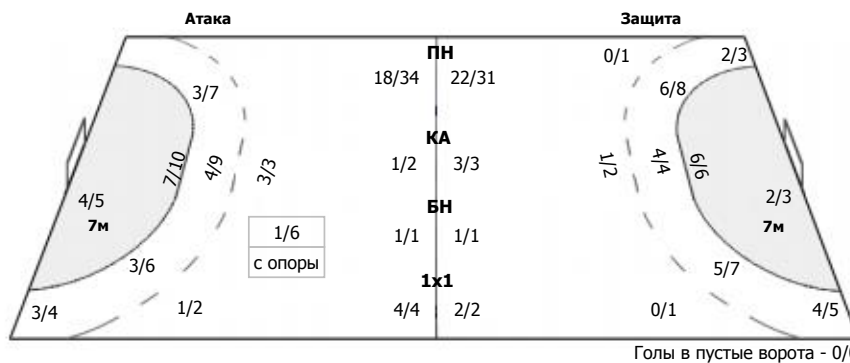 Атака Защита
ПН
0/1 2/3
18/34 22/31
3/7 6/8
КА
7/10 4/9 3/3 1/2 3/3 1/2 4/4 6/6
4/5 2/3
БН
7м 7м
1/6
1/1 1/1
с опоры
3/6 5/7
1х1
3/4 1/2 4/4 2/2 0/1 4/5
Голы в пустые ворота - 0/